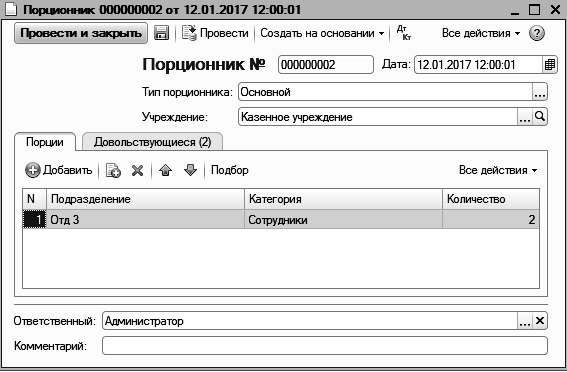 Порционник 000000002 от 12.01.2017 12:00:01
Провести и закрыть Провести Создать на основании Дт Кт Все действия ?
Порционник № 000000002 Дата: 12.01.2017 12:00:01
Тип порционника: Основной ...
Учреждение: Казенное учреждение ...
Порции Довольствующиеся (2)
Добавить Подбор Все действия
N Подразделение Категория Количество
1 Отд 3 Сотрудники 2
Ответственный: Администратор ...
Комментарий: